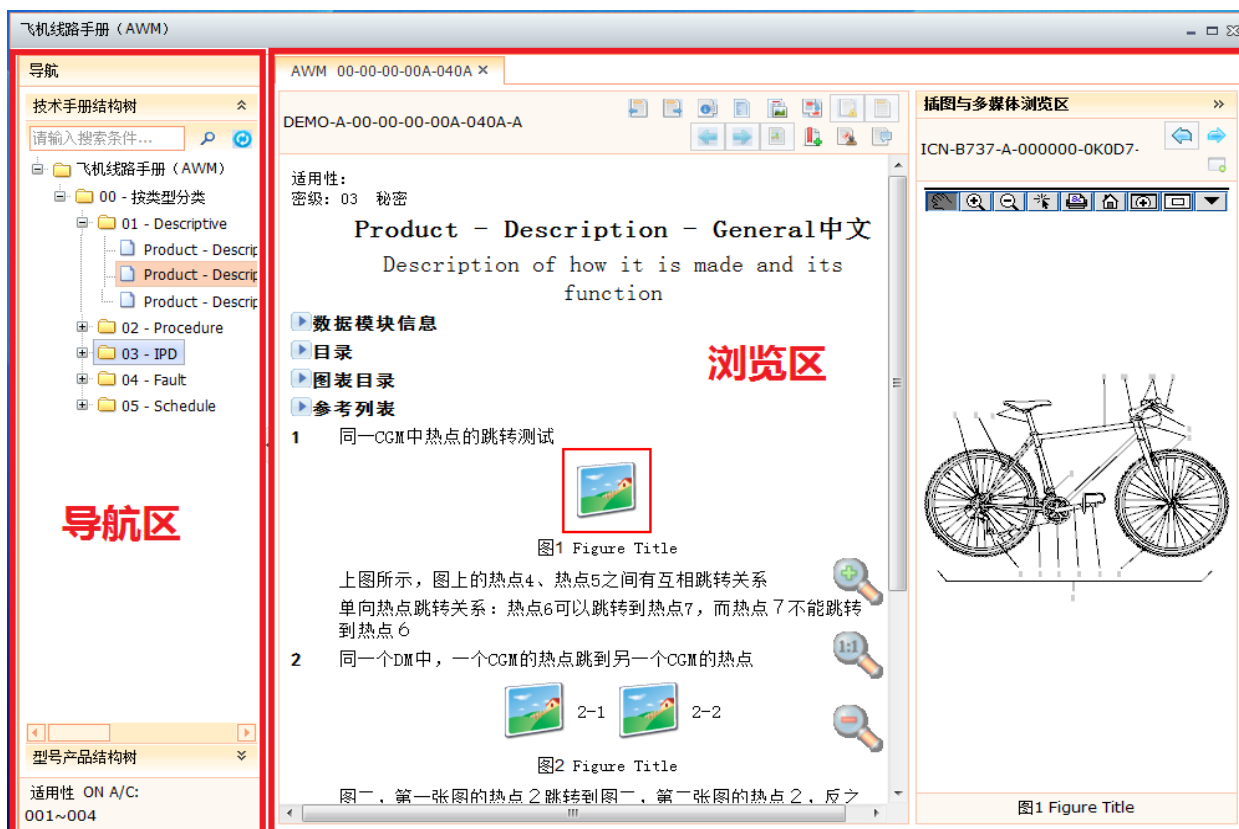 飞机线路手册（AWM）
导航
技术手册结构树
请输入搜索条件...
飞机线路手册（AWM）
00 - 按类型分类
01 - Descriptive
Product - Descrip
Product - Descrip
Product - Descrip
02 - Procedure
03 - IPD
04 - Fault
05 - Schedule
导航区
型号产品结构树
适用性 ON A/C:
001~004
AWM 00-00-00-00A-040A
DEMO-A-00-00-00-00A-040A-A
适用性：
密级：03 秘密
Product - Description - General中文
Description of how it is made and its
function
数据模块信息
目录
图表目录
参考列表
浏览区
1 同一CGM中热点的跳转测试
图1 Figure Title
上图所示，图上的热点4、热点5之间有互相跳转关系
单向热点跳转关系：热点6可以跳转到热点7，而热点７不能跳转
到热点６
1:1
2 同一个DM中，一个CGM的热点跳到另一个CGM的热点
2-1 2-2
图2 Figure Title
图二，第一张图的热点２跳转到图二，第二张图的热点２，反之
插图与多媒体浏览区
ICN-B737-A-000000-0K0D7-
图1 Figure Title